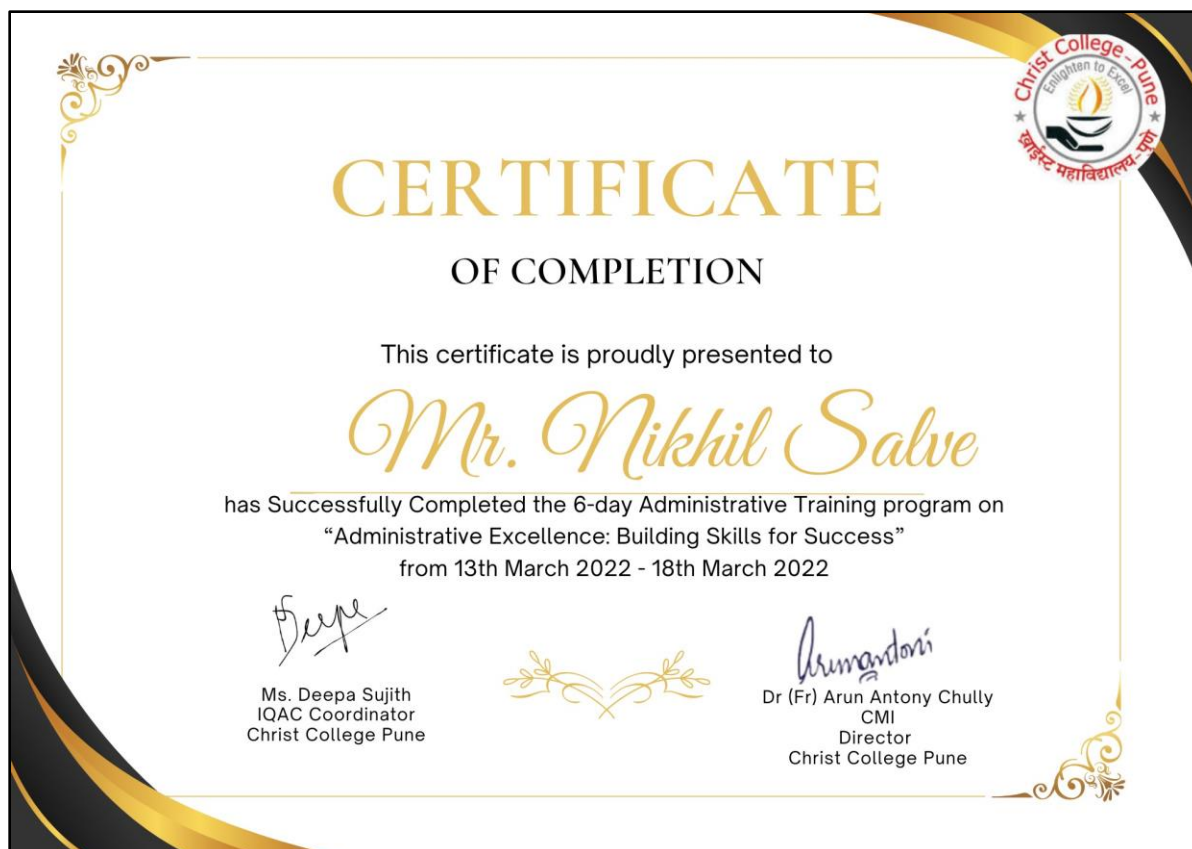 Christ College-Pune
Enlighten to Excel
ख्राईस्ट महाविद्यालय-पुणे
CERTIFICATE
OF COMPLETION
This certificate is proudly presented to
Mr. Nikhil Salve
has Successfully Completed the 6-day Administrative Training program on
“Administrative Excellence: Building Skills for Success”
from 13th March 2022 - 18th March 2022
Deepe
Arunantoni
Ms. Deepa Sujith
IQAC Coordinator
Christ College Pune
Dr (Fr) Arun Antony Chully
CMI
Director
Christ College Pune